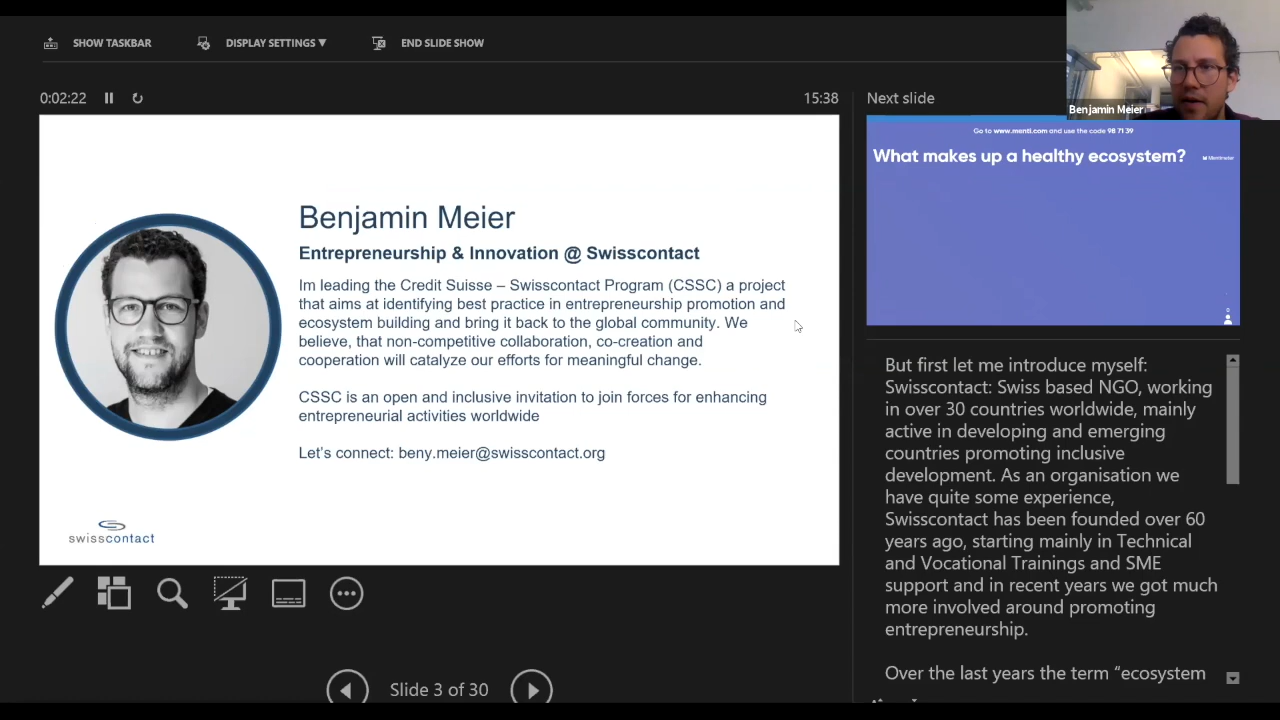 SHOW TASKBAR
DISPLAY SETTINGS ▼
END SLIDE SHOW
Benjamin Meier
0:02:22
15:38
Next slide
Benjamin Meier
Entrepreneurship & Innovation @ Swisscontact
Im leading the Credit Suisse – Swisscontact Program (CSSC) a project
that aims at identifying best practice in entrepreneurship promotion and
ecosystem building and bring it back to the global community. We
believe, that non-competitive collaboration, co-creation and
cooperation will catalyze our efforts for meaningful change.
CSSC is an open and inclusive invitation to join forces for enhancing
entrepreneurial activities worldwide
Let's connect: beny.meier@swisscontact.org
swisscontact
Slide 3 of 30
Go to www.menti.com and use the code 98 71 39
What makes up a healthy ecosystem?
Mentimeter
0
But first let me introduce myself:
Swisscontact: Swiss based NGO, working
in over 30 countries worldwide, mainly
active in developing and emerging
countries promoting inclusive
development. As an organisation we
have quite some experience,
Swisscontact has been founded over 60
years ago, starting mainly in Technical
and Vocational Trainings and SME
support and in recent years we got much
more involved around promoting
entrepreneurship.
Over the last years the term “ecosystem